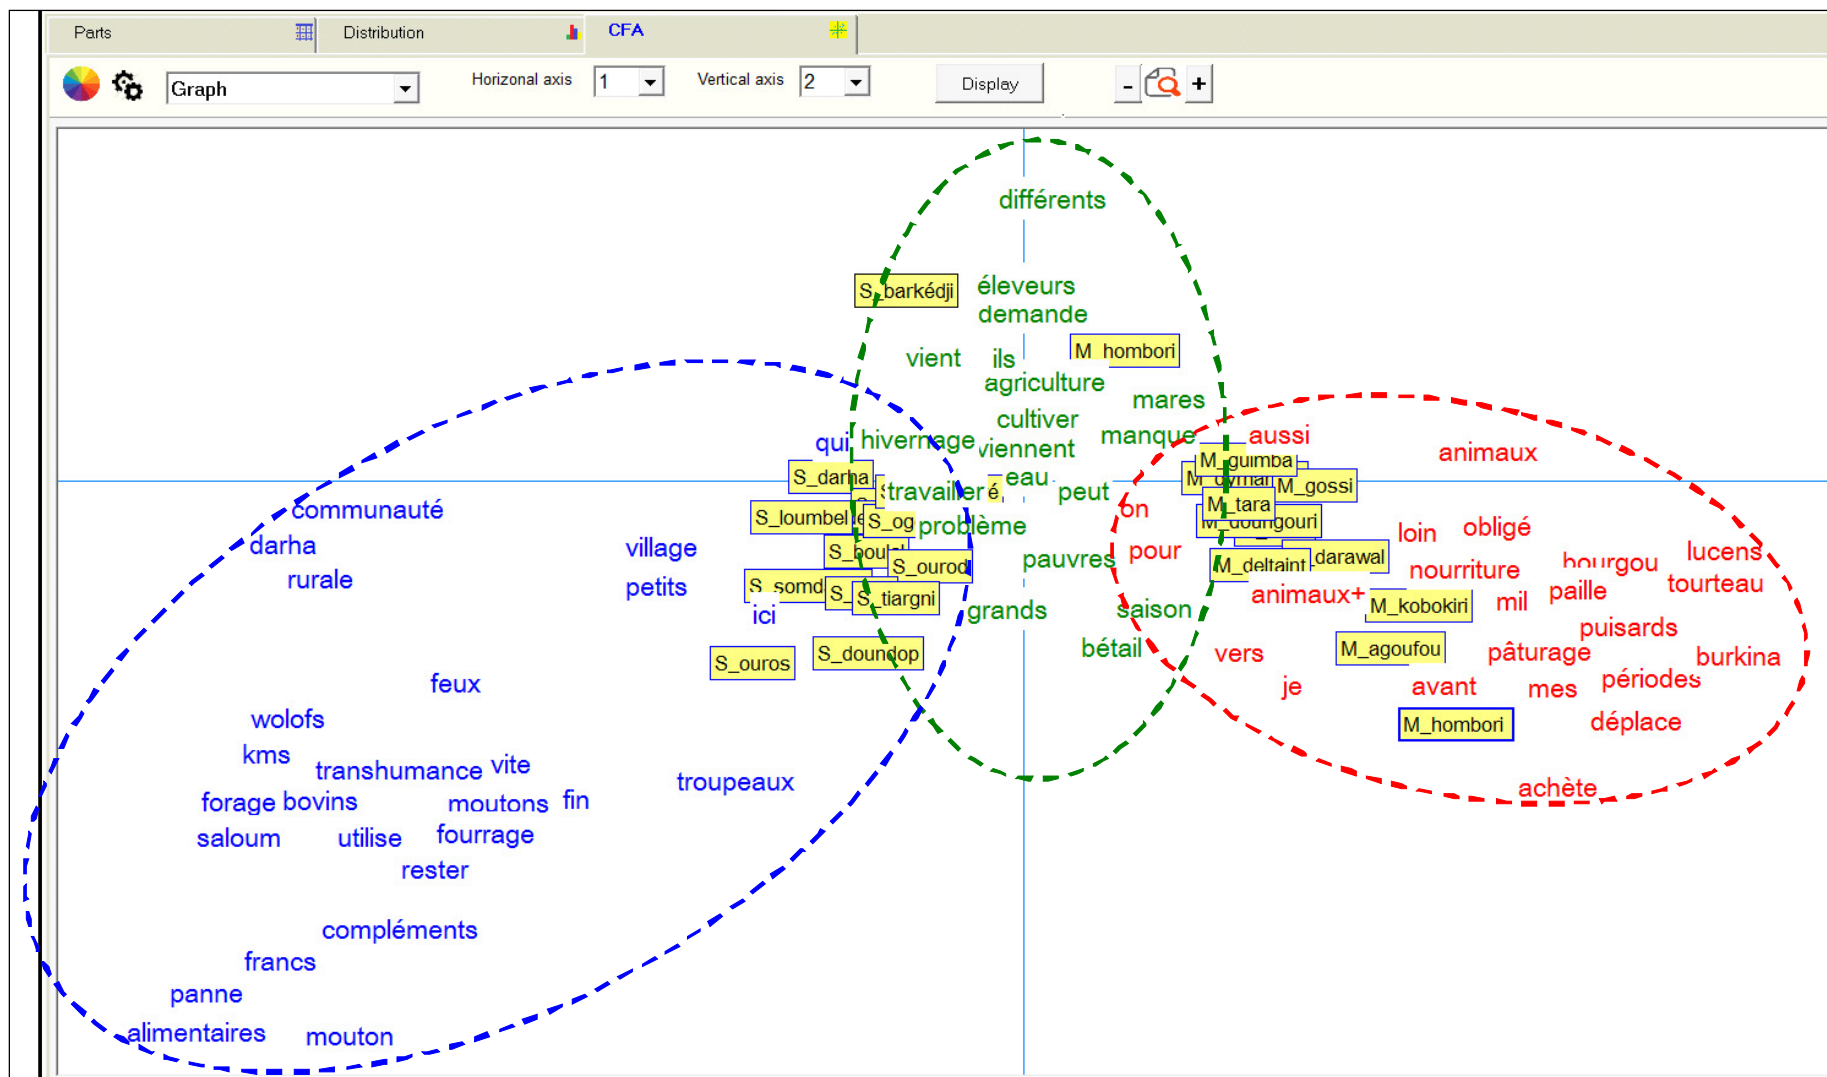 Parts Distribution CFA
Graph Horizonal axis 1 Vertical axis 2 Display - +
différents
S_barkédji éleveurs
demande
vient ils M_hombori
agriculture
mares
cultiver
qui hivernage viennent manque aussi
animaux
M_guimba
S_darha eau M_gossi
travailler é peut
M_tara
communauté on
S_loumbel S_og problème M_doungouri
loin obligé
darha village S_boulal pauvres pour darawal lucens
S_ourod M_deltaint nourriture bourgou
rurale petits S_somd tourteau
S_ S_tiargni animaux+ mil paille
ici grands saison M_kobokiri
puisards
bétail M_agoufou
S_ouros S_doundop vers pâturage burkina
feux je avant mes périodes
wolofs M_hombori déplace
kms
transhumance vite
troupeaux achète
forage bovins moutons fin
saloum utilise fourrage
rester
compléments
francs
panne
alimentaires mouton